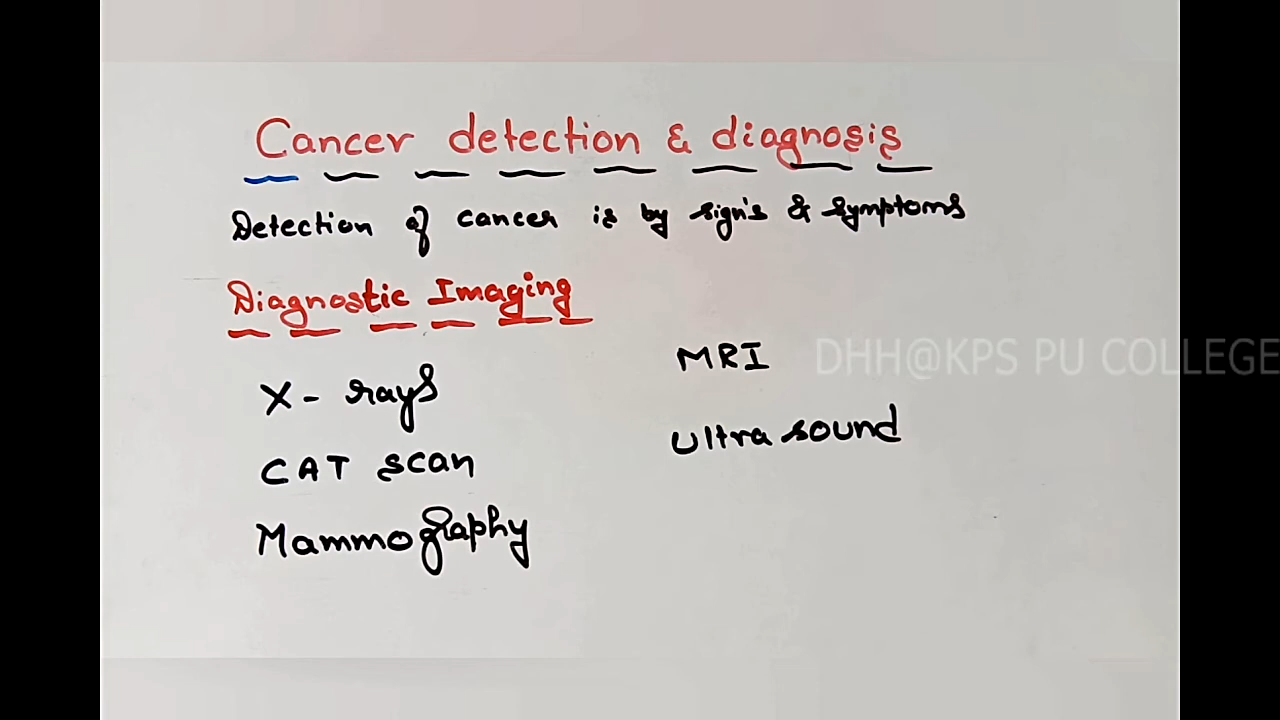 Cancer detection & diagnosis
Detection of cancer is by sign's & symptoms
Diagnostic Imaging
X - rays
CAT scan
Mammography
MRI
Ultrasound
DHH@KPS PU COLLEGE